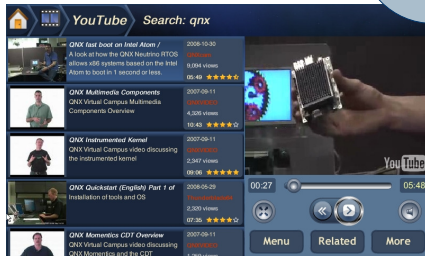 YouTube Search: qnx
QNX fast boot on Intel Atom /
A look at how the QNX Neutrino RTOS
allows x86 systems based on the Intel
Atom to boot in 1 second or less.
2008-10-30
9,094 views
05:49
QNX Multimedia Components
QNX Virtual Campus Multimedia
Components Overview
2007-09-11
4,326 views
10:43
QNX Instrumented Kernel
QNX Virtual Campus video discussing
the instrumented kernel
2007-09-11
2,347 views
09:06
QNX Quickstart (English) Part 1 of
Installation of tools and OS
2008-05-29
2,320 views
07:35
QNX Momentics CDT Overview
QNX Virtual Campus video discussing
QNX Momentics and the CDT
2007-09-11
YouTube
00:27
05:48
Menu
Related
More